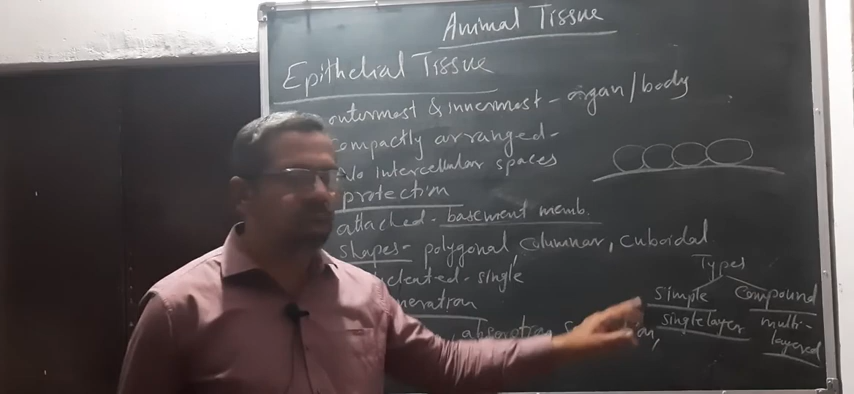 Animal Tissue
Epithelial Tissue
outermost & innermost - organ/body
compactly arranged -
No intercellular spaces
protection
attached - basement memb.
shapes - polygonal, columnar, cuboidal
Types
single
simple compound
single layer multi-
layered
absorption,